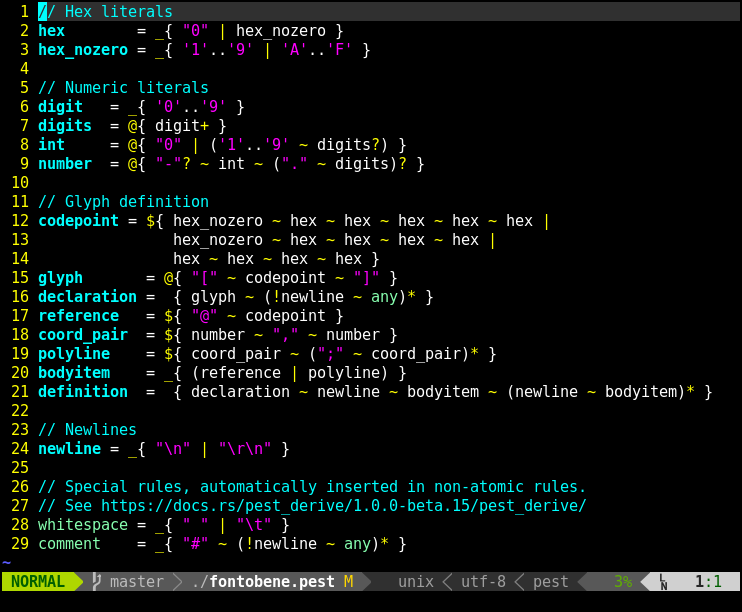 1 // Hex literals
2 hex        = _{ "0" | hex_nozero }
3 hex_nozero = _{ '1'..'9' | 'A'..'F' }
4
5 // Numeric literals
6 digit   = _{ '0'..'9' }
7 digits  = @{ digit+ }
8 int     = @{ "0" | ('1'..'9' ~ digits?) }
9 number  = @{ "-"? ~ int ~ ("." ~ digits)? }
10
11 // Glyph definition
12 codepoint = ${ hex_nozero ~ hex ~ hex ~ hex ~ hex ~ hex |
13                hex_nozero ~ hex ~ hex ~ hex ~ hex |
14                hex ~ hex ~ hex ~ hex }
15 glyph       = @{ "[" ~ codepoint ~ "]" }
16 declaration =  { glyph ~ (!newline ~ any)* }
17 reference   = ${ "@" ~ codepoint }
18 coord_pair  = ${ number ~ "," ~ number }
19 polyline    = ${ coord_pair ~ (";" ~ coord_pair)* }
20 bodyitem    = _{ (reference | polyline) }
21 definition  =  { declaration ~ newline ~ bodyitem ~ (newline ~ bodyitem)* }
22
23 // Newlines
24 newline = _{ "\n" | "\r\n" }
25
26 // Special rules, automatically inserted in non-atomic rules.
27 // See https://docs.rs/pest_derive/1.0.0-beta.15/pest_derive/
28 whitespace = _{ " " | "\t" }
29 comment    = _{ "#" ~ (!newline ~ any)* }
~
NORMAL master ./fontobene.pest M unix utf-8 pest 3% LN 1:1